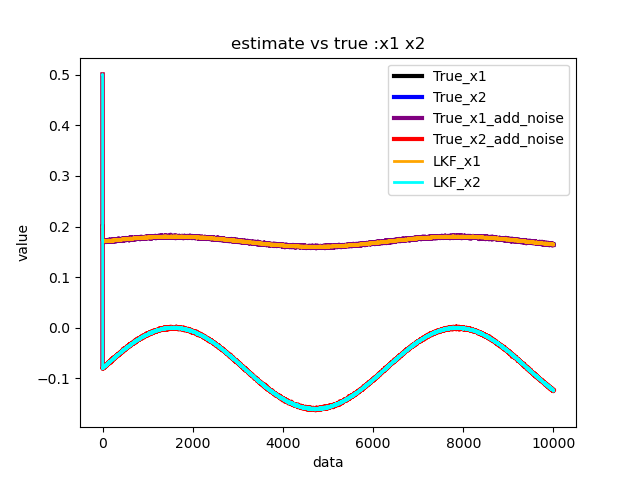 estimate vs true :x1 x2
True_x1
True_x2
True_x1_add_noise
True_x2_add_noise
LKF_x1
LKF_x2
value
0.5
0.4
0.3
0.2
0.1
0.0
−0.1
0 2000 4000 6000 8000 10000
data